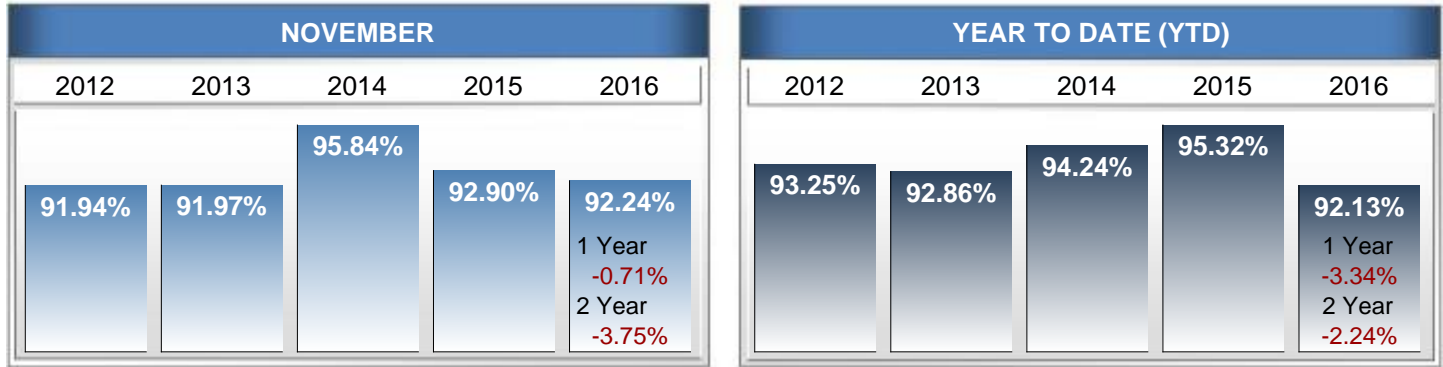 NOVEMBER
2012 2013 2014 2015 2016
91.94% 91.97% 95.84% 92.90% 92.24%
1 Year
-0.71%
2 Year
-3.75%
YEAR TO DATE (YTD)
2012 2013 2014 2015 2016
93.25% 92.86% 94.24% 95.32% 92.13%
1 Year
-3.34%
2 Year
-2.24%